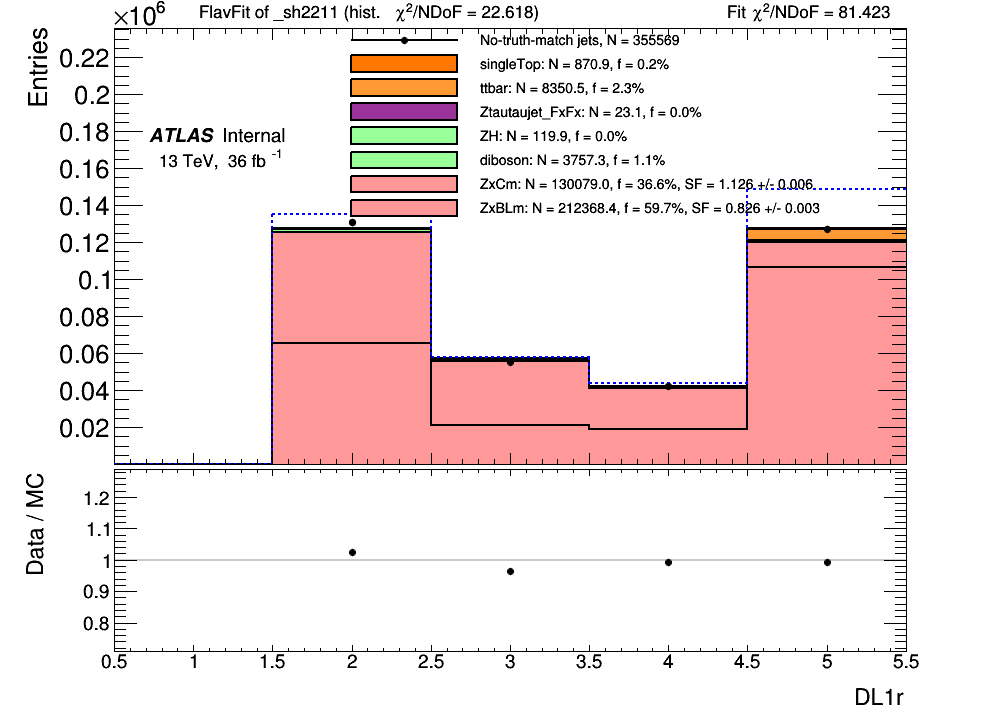 ×10⁶
FlavFit of _sh2211 (hist. χ²/NDoF = 22.618)
Fit χ²/NDoF = 81.423
Entries
No-truth-match jets, N = 355569
singleTop: N = 870.9, f = 0.2%
ttbar: N = 8350.5, f = 2.3%
Ztautaujet_FxFx: N = 23.1, f = 0.0%
ZH: N = 119.9, f = 0.0%
diboson: N = 3757.3, f = 1.1%
ZxCm: N = 130079.0, f = 36.6%, SF = 1.126 +/- 0.006
ZxBLm: N = 212368.4, f = 59.7%, SF = 0.826 +/- 0.003
ATLAS Internal
13 TeV, 36 fb⁻¹
0.22
0.2
0.18
0.16
0.14
0.12
0.1
0.08
0.06
0.04
0.02
Data / MC
1.2
1.1
1
0.9
0.8
0.5 1 1.5 2 2.5 3 3.5 4 4.5 5 5.5
DL1r